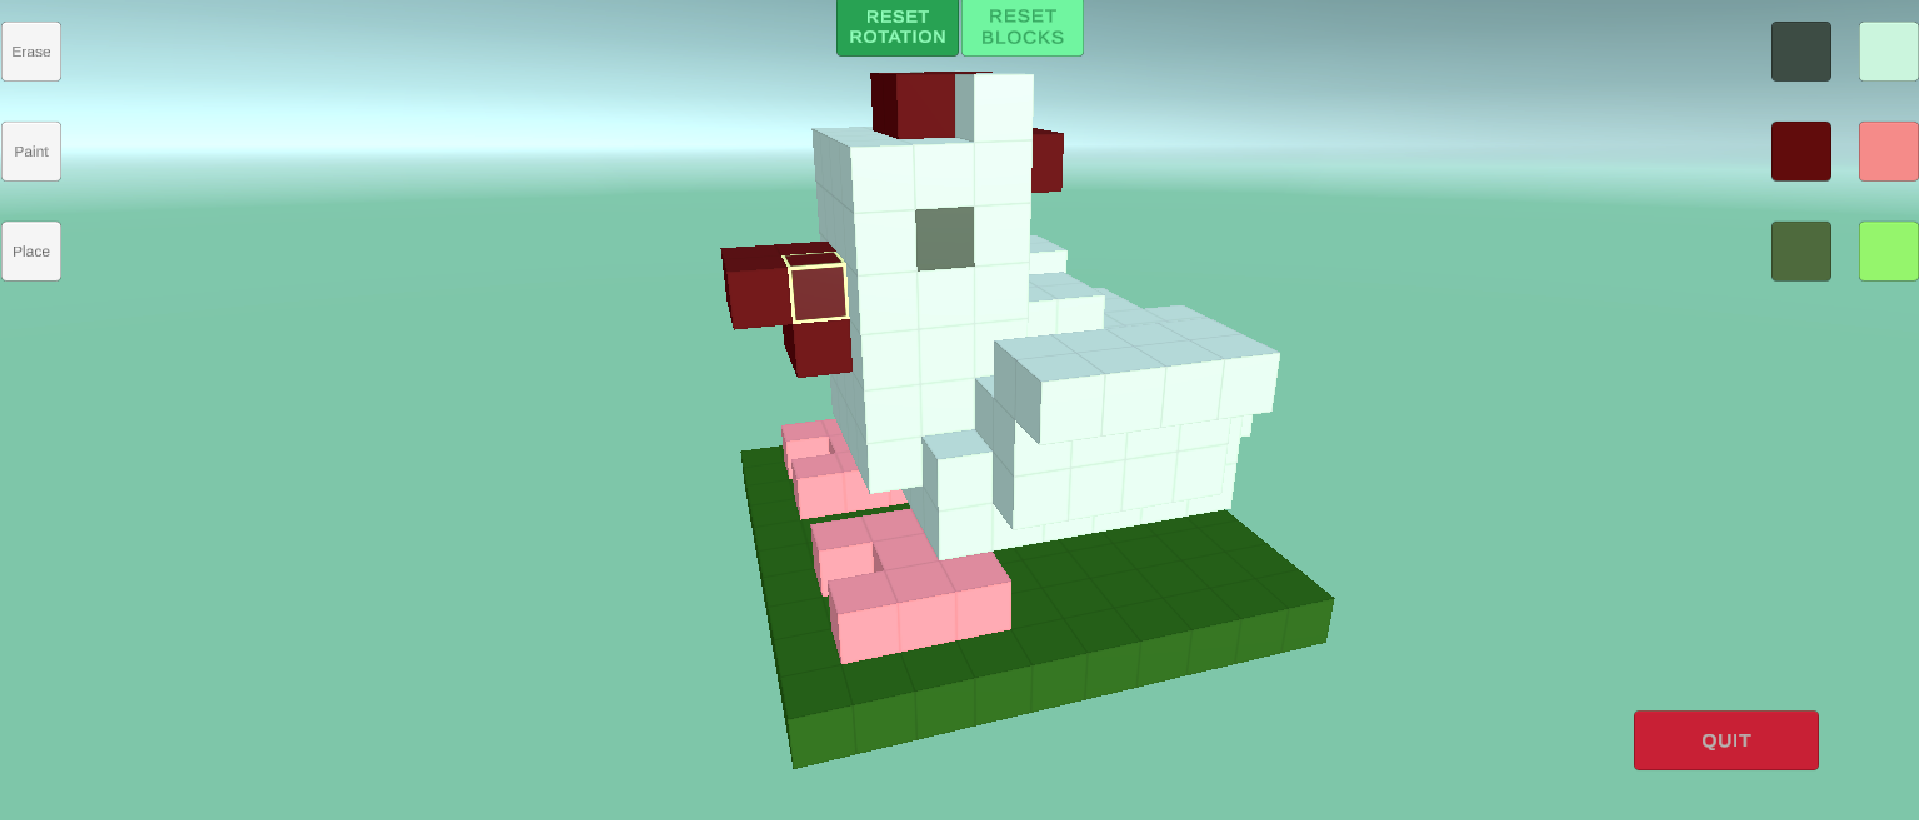 RESET
ROTATION
RESET
BLOCKS
Erase
Paint
Place
QUIT